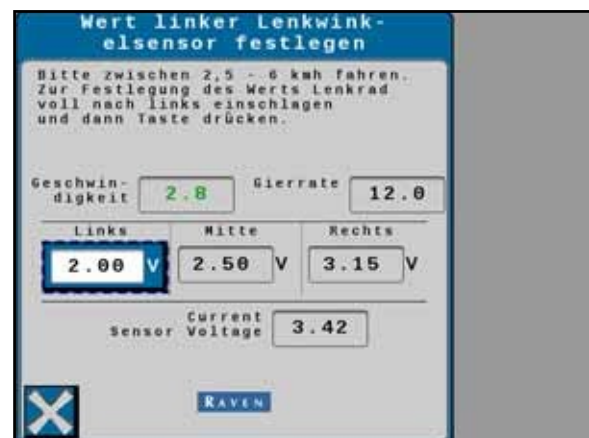 Wert linker Lenkwink-
elsensor festlegen
Bitte zwischen 2,5 - 6 kmh fahren.
Zur Festlegung des Werts Lenkrad
voll nach links einschlagen
und dann Taste drücken.
Geschwin-
digkeit 2.8 Gierrate 12.0
Links Mitte Rechts
2.00 V 2.50 V 3.15 V
Current
Sensor Voltage 3.42
RAVEN